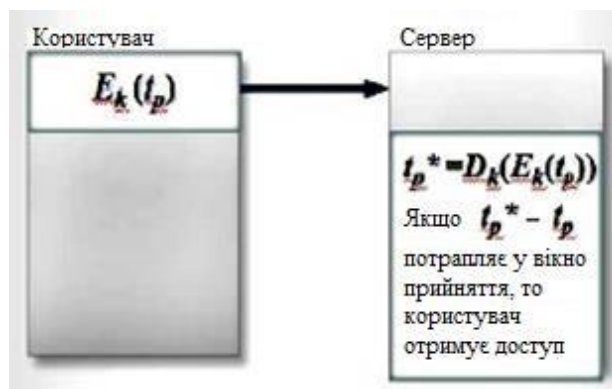 Користувач
Eₖ(tₚ)
Сервер
tₚ*=Dₖ(Eₖ(tₚ))
Якщо tₚ* – tₚ
потрапляє у вікно
прийняття, то
користувач
отримує доступ